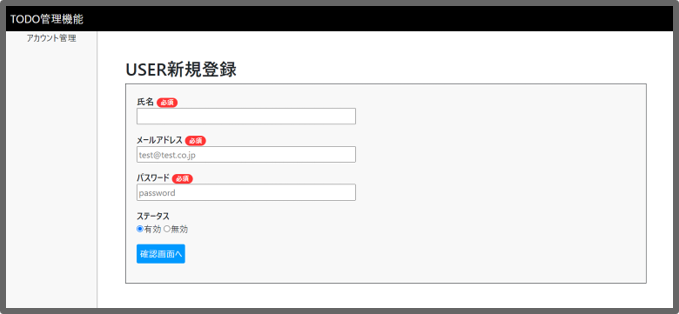 TODO管理機能
アカウント管理
USER新規登録
氏名 必須
メールアドレス 必須
test@test.co.jp
パスワード 必須
password
ステータス
有効 無効
確認画面へ